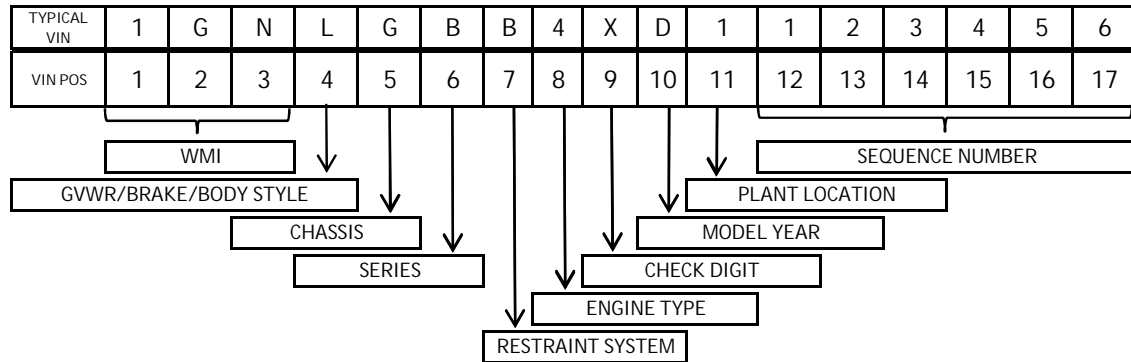 TYPICAL VIN 1 G N L G B B 4 X D 1 1 2 3 4 5 6
VIN POS 1 2 3 4 5 6 7 8 9 10 11 12 13 14 15 16 17
WMI SEQUENCE NUMBER
GVWR/BRAKE/BODY STYLE PLANT LOCATION
CHASSIS MODEL YEAR
SERIES CHECK DIGIT
ENGINE TYPE
RESTRAINT SYSTEM